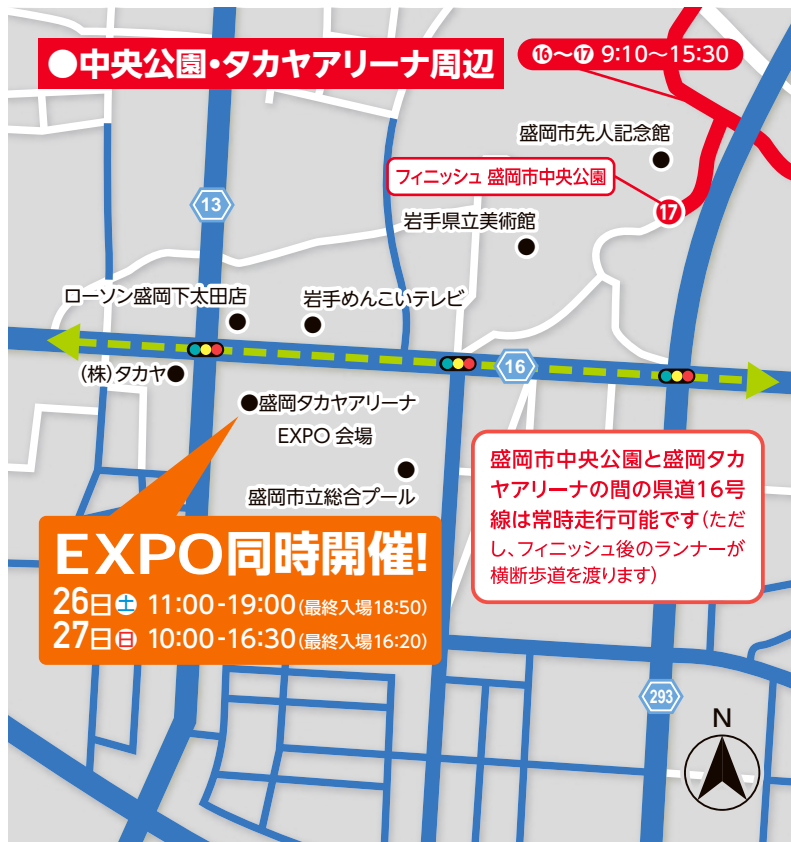 ●中央公園・タカヤアリーナ周辺
⓰〜⓱ 9:10〜15:30
盛岡市先人記念館
フィニッシュ 盛岡市中央公園
⓱
13
岩手県立美術館
ローソン盛岡下太田店
岩手めんこいテレビ
16
(株)タカヤ
盛岡タカヤアリーナ
EXPO 会場
盛岡市立総合プール
盛岡市中央公園と盛岡タカ
ヤアリーナの間の県道16号
線は常時走行可能です(ただ
し、フィニッシュ後のランナーが
横断歩道を渡ります)
EXPO同時開催!
26日土 11:00-19:00(最終入場18:50)
27日日 10:00-16:30(最終入場16:20)
293
N